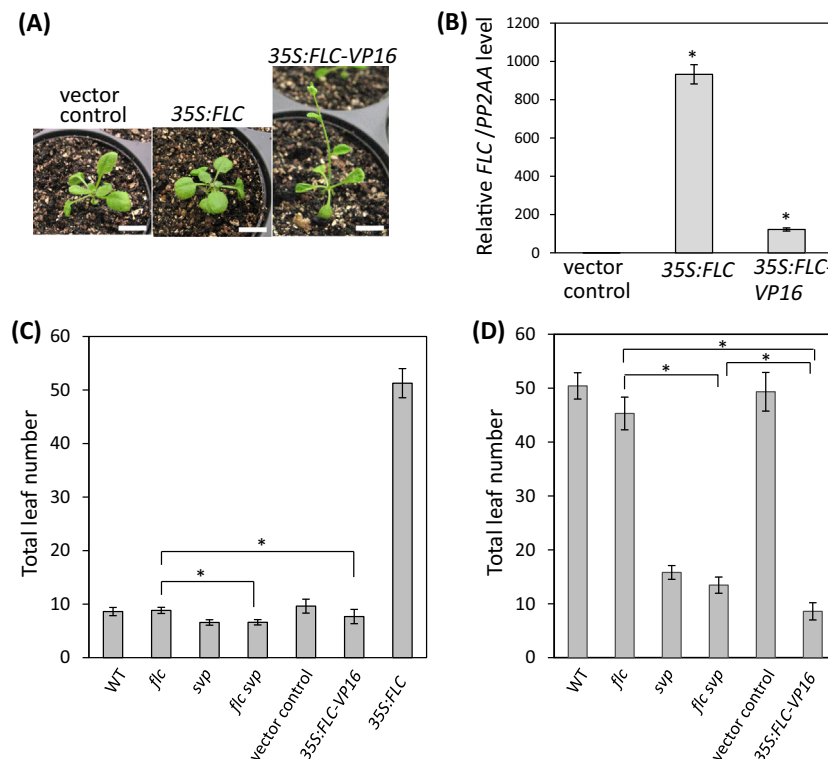 (A)
vector
control
35S:FLC
35S:FLC-VP16
(B)
Relative FLC /PP2AA level
1200
1000
800
600
400
200
0
*
*
vector
control
35S:FLC
35S:FLC-
VP16
(C)
Total leaf number
60
50
40
30
20
10
0
*
*
WT
flc
svp
flc svp
vector control
35S:FLC-VP16
35S:FLC
(D)
Total leaf number
60
50
40
30
20
10
0
*
*
*
WT
flc
svp
flc svp
vector control
35S:FLC-VP16